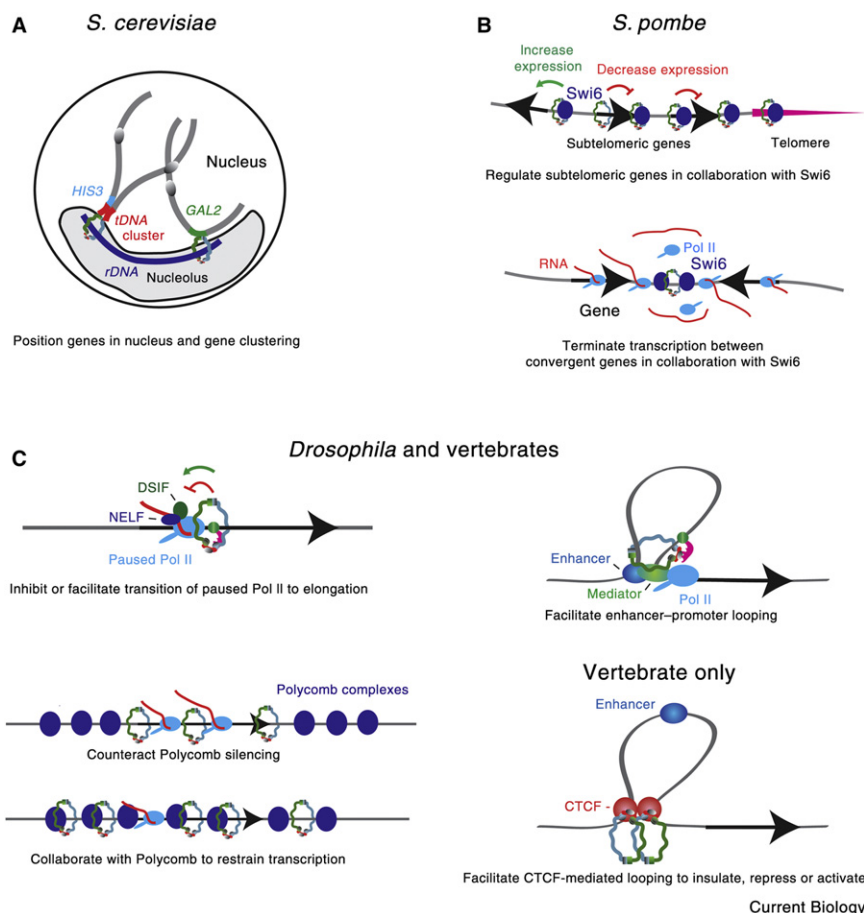 A
S. cerevisiae
Nucleus
HIS3
tDNA
cluster
GAL2
rDNA
Nucleolus
Position genes in nucleus and gene clustering
B
S. pombe
Increase
expression
Swi6
Decrease expression
Subtelomeric genes
Telomere
Regulate subtelomeric genes in collaboration with Swi6
Pol II
RNA
Swi6
Gene
Terminate transcription between
convergent genes in collaboration with Swi6
C
Drosophila and vertebrates
DSIF
NELF
Paused Pol II
Inhibit or facilitate transition of paused Pol II to elongation
Enhancer
Mediator
Pol II
Facilitate enhancer–promoter looping
Polycomb complexes
Counteract Polycomb silencing
Collaborate with Polycomb to restrain transcription
Vertebrate only
Enhancer
CTCF
Facilitate CTCF-mediated looping to insulate, repress or activate
Current Biology